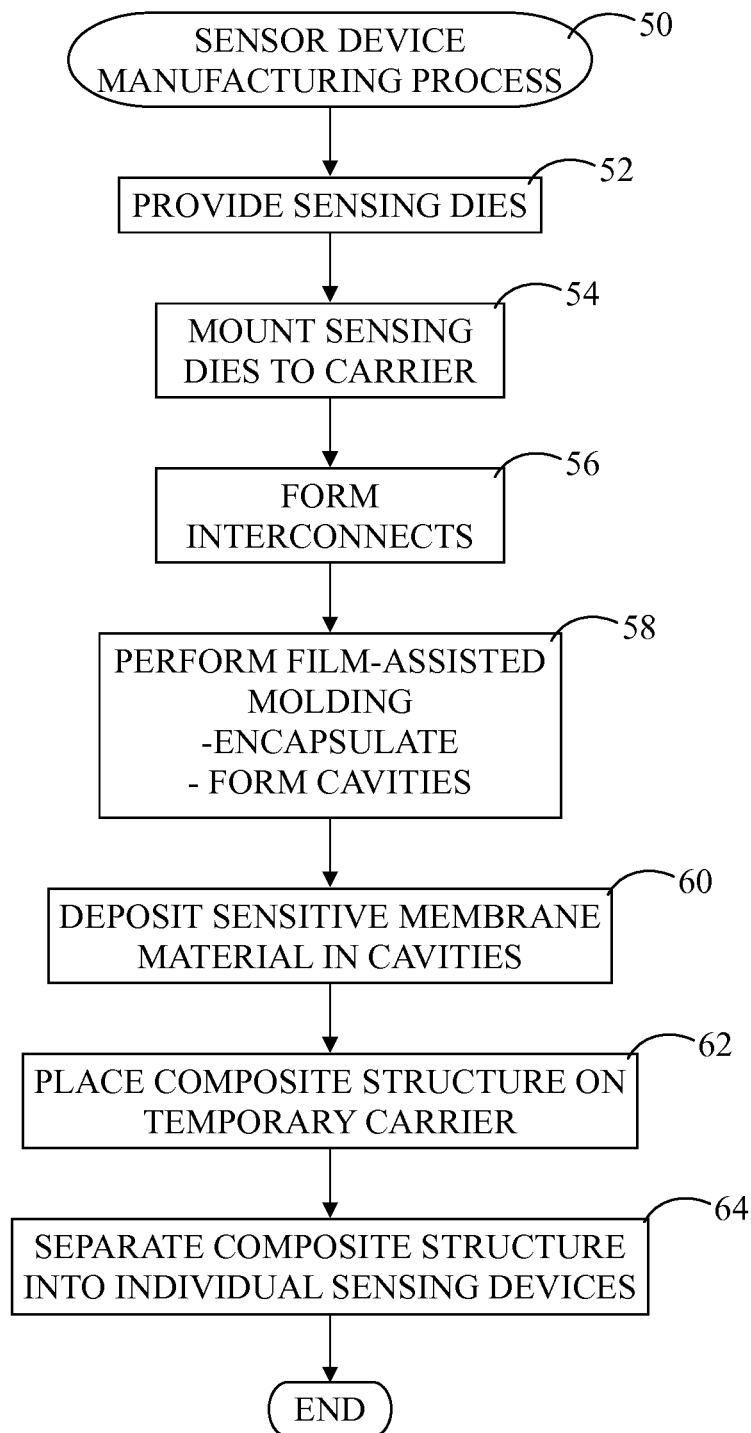 50
SENSOR DEVICE
MANUFACTURING PROCESS
52
PROVIDE SENSING DIES
54
MOUNT SENSING
DIES TO CARRIER
56
FORM
INTERCONNECTS
58
PERFORM FILM-ASSISTED
MOLDING
-ENCAPSULATE
- FORM CAVITIES
60
DEPOSIT SENSITIVE MEMBRANE
MATERIAL IN CAVITIES
62
PLACE COMPOSITE STRUCTURE ON
TEMPORARY CARRIER
64
SEPARATE COMPOSITE STRUCTURE
INTO INDIVIDUAL SENSING DEVICES
END